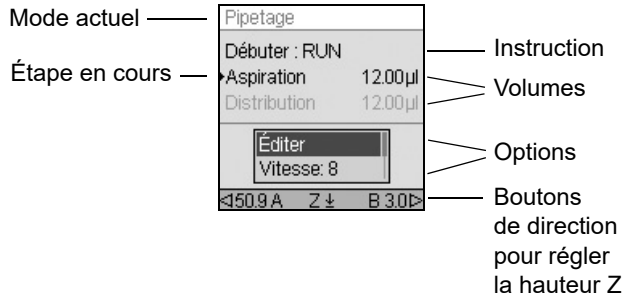 Mode actuel
Étape en cours
Pipetage
Débuter : RUN
Aspiration 12.00µl
Distribution 12.00µl
Éditer
Vitesse: 8
50.9 A Z B 3.0
Instruction
Volumes
Options
Boutons
de direction
pour régler
la hauteur Z